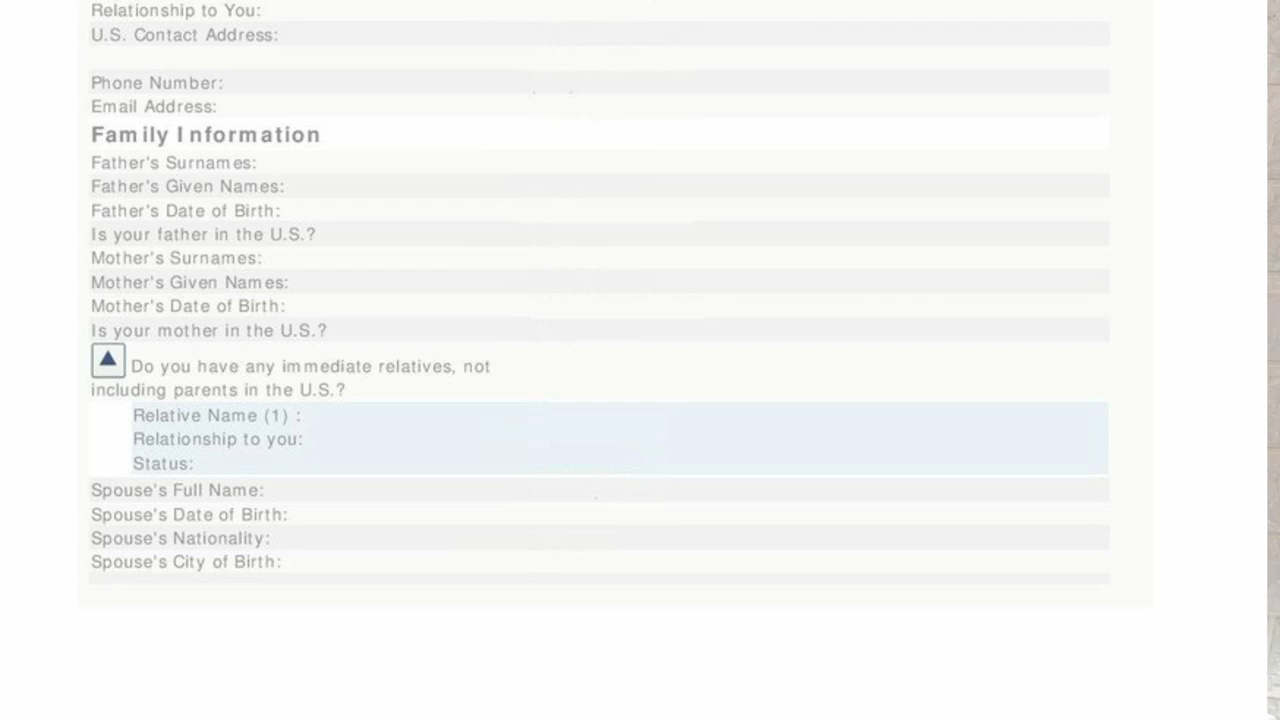 Relationship to You:
U.S. Contact Address:
Phone Number:
Email Address:
Family Information
Father's Surnames:
Father's Given Names:
Father's Date of Birth:
Is your father in the U.S.?
Mother's Surnames:
Mother's Given Names:
Mother's Date of Birth:
Is your mother in the U.S.?
Do you have any immediate relatives, not
including parents in the U.S.?
Relative Name (1) :
Relationship to you:
Status:
Spouse's Full Name:
Spouse's Date of Birth:
Spouse's Nationality:
Spouse's City of Birth: